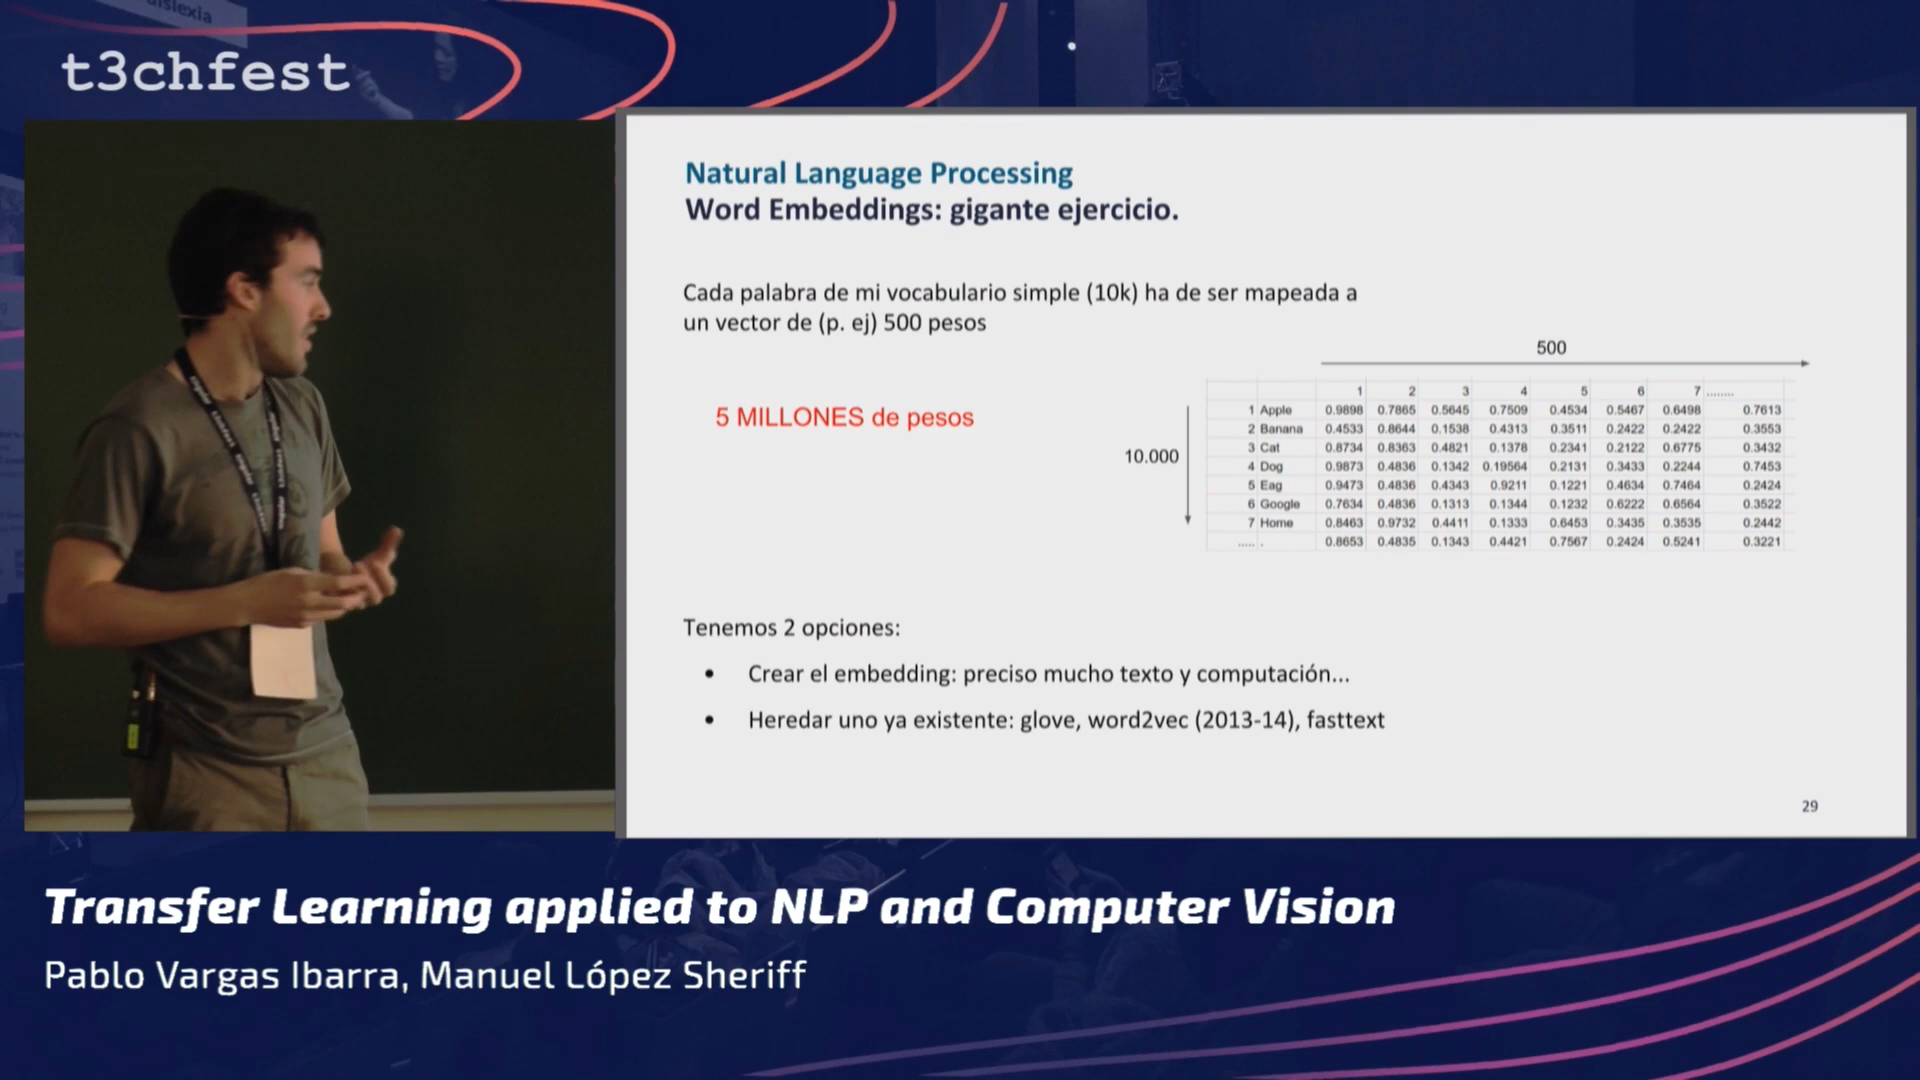 t3chfest
Natural Language Processing
Word Embeddings: gigante ejercicio.
Cada palabra de mi vocabulario simple (10k) ha de ser mapeada a
un vector de (p. ej) 500 pesos
500
5 MILLONES de pesos
10.000
1 2 3 4 5 6 7 ........
1 Apple 0.9898 0.7865 0.5645 0.7509 0.4534 0.5467 0.6498 0.7613
2 Banana 0.4533 0.8644 0.1538 0.4313 0.3511 0.2422 0.2422 0.3553
3 Cat 0.8734 0.8363 0.4821 0.1378 0.2341 0.2122 0.6775 0.3432
4 Dog 0.9873 0.4836 0.1342 0.19564 0.2131 0.3433 0.2244 0.7453
5 Eag 0.9473 0.4836 0.4343 0.9211 0.1221 0.4634 0.7464 0.2424
6 Google 0.7634 0.4836 0.1313 0.1344 0.1232 0.6222 0.6564 0.3522
7 Home 0.8463 0.9732 0.4411 0.1333 0.6453 0.3435 0.3535 0.2442
..... . 0.8653 0.4835 0.1343 0.4421 0.7567 0.2424 0.5241 0.3221
Tenemos 2 opciones:
• Crear el embedding: preciso mucho texto y computación...
• Heredar uno ya existente: glove, word2vec (2013-14), fasttext
29
Transfer Learning applied to NLP and Computer Vision
Pablo Vargas Ibarra, Manuel López Sheriff